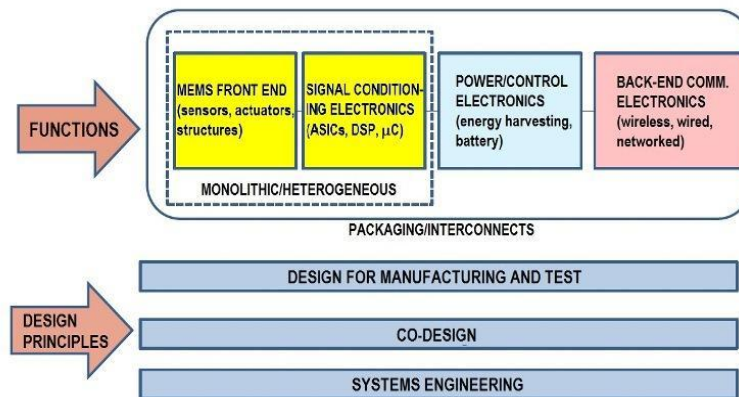 FUNCTIONS
MEMS FRONT END
(sensors, actuators,
structures)
SIGNAL CONDITION-
ING ELECTRONICS
(ASICs, DSP, μC)
POWER/CONTROL
ELECTRONICS
(energy harvesting,
battery)
BACK-END COMM.
ELECTRONICS
(wireless, wired,
networked)
MONOLITHIC/HETEROGENEOUS
PACKAGING/INTERCONNECTS
DESIGN
PRINCIPLES
DESIGN FOR MANUFACTURING AND TEST
CO-DESIGN
SYSTEMS ENGINEERING